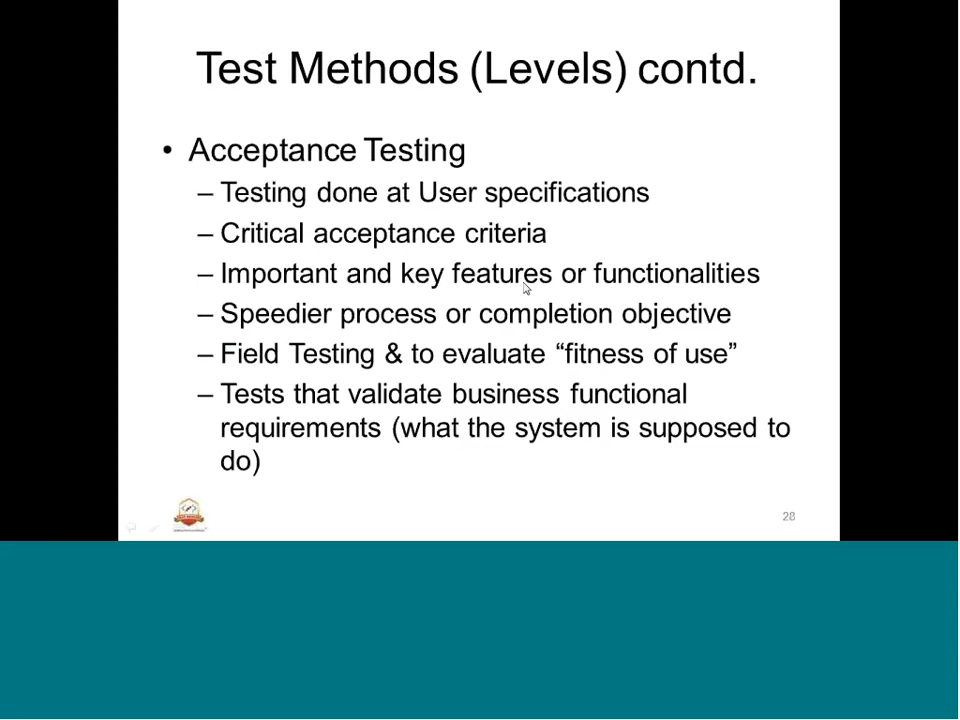 Test Methods (Levels) contd.
• Acceptance Testing
– Testing done at User specifications
– Critical acceptance criteria
– Important and key features or functionalities
– Speedier process or completion objective
– Field Testing & to evaluate “fitness of use”
– Tests that validate business functional
requirements (what the system is supposed to
do)
28